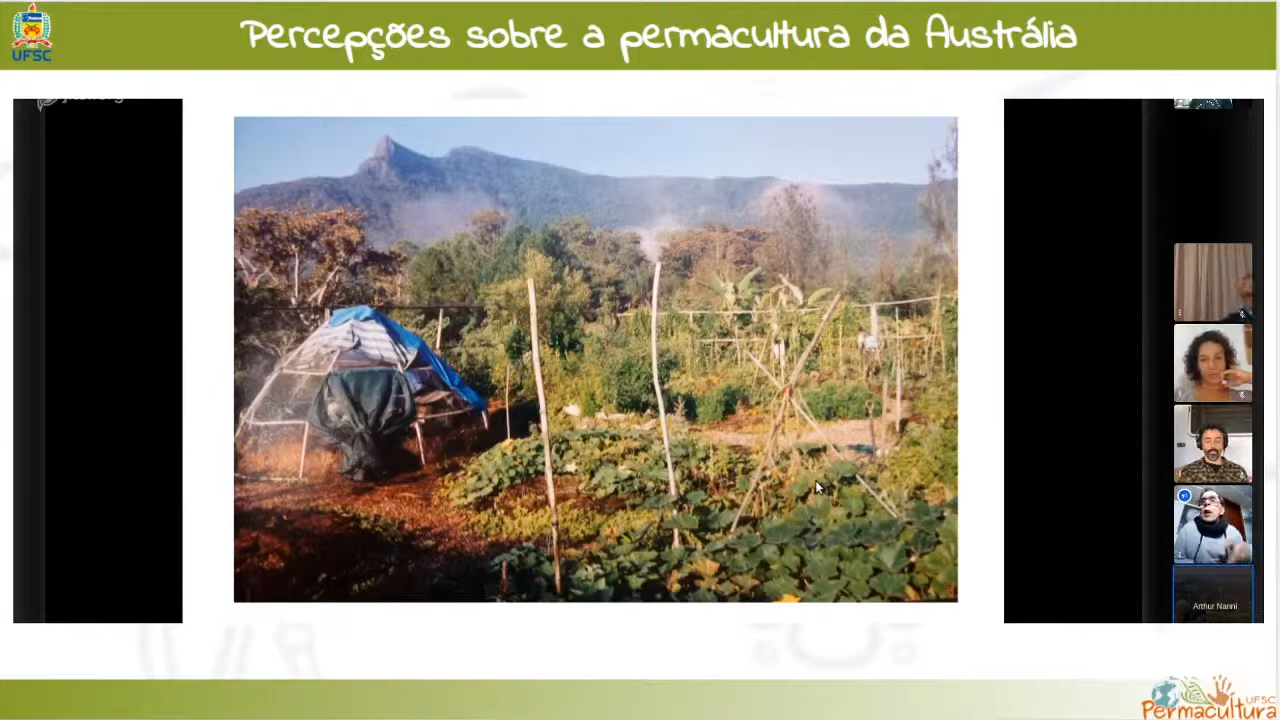 UFSC
Percepções sobre a permacultura da Austrália
Arthur Nanni
UFSC
Permacultura